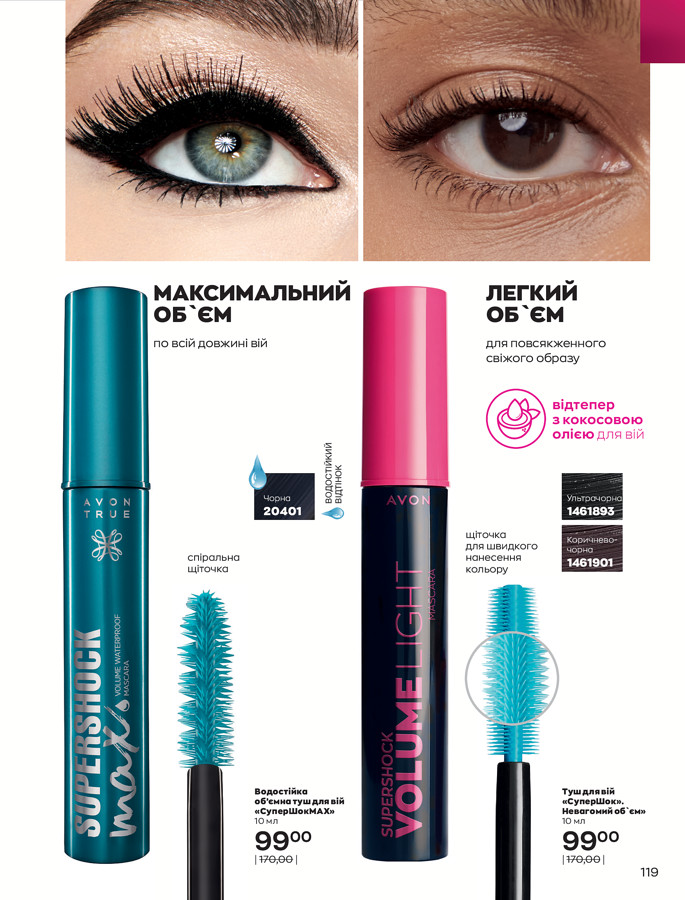 МАКСИМАЛЬНИЙ
ОБ`ЄМ
по всій довжині вій
ЛЕГКИЙ
ОБ`ЄМ
для повсякженного
свіжого образу
відтепер
з кокосовою
олією для вій
Чорна
20401
ВОДОСТІЙКИЙ
ВІДТІНОК
Ультрачорна
1461893
Коричнево-
чорна
1461901
спіральна
щіточка
щіточка
для швидкого
нанесення
кольору
AVON
TRUE
SUPERSHOCK
max
VOLUME WATERPROOF
MASCARA
AVON
SUPERSHOCK
VOLUME LIGHT
MASCARA
Водостійка
об'ємна туш для вій
«СуперШокMAX»
10 мл
99⁰⁰
| 170,00 |
Туш для вій
«СуперШок».
Невагомий об`єм»
10 мл
99⁰⁰
| 170,00 |
119